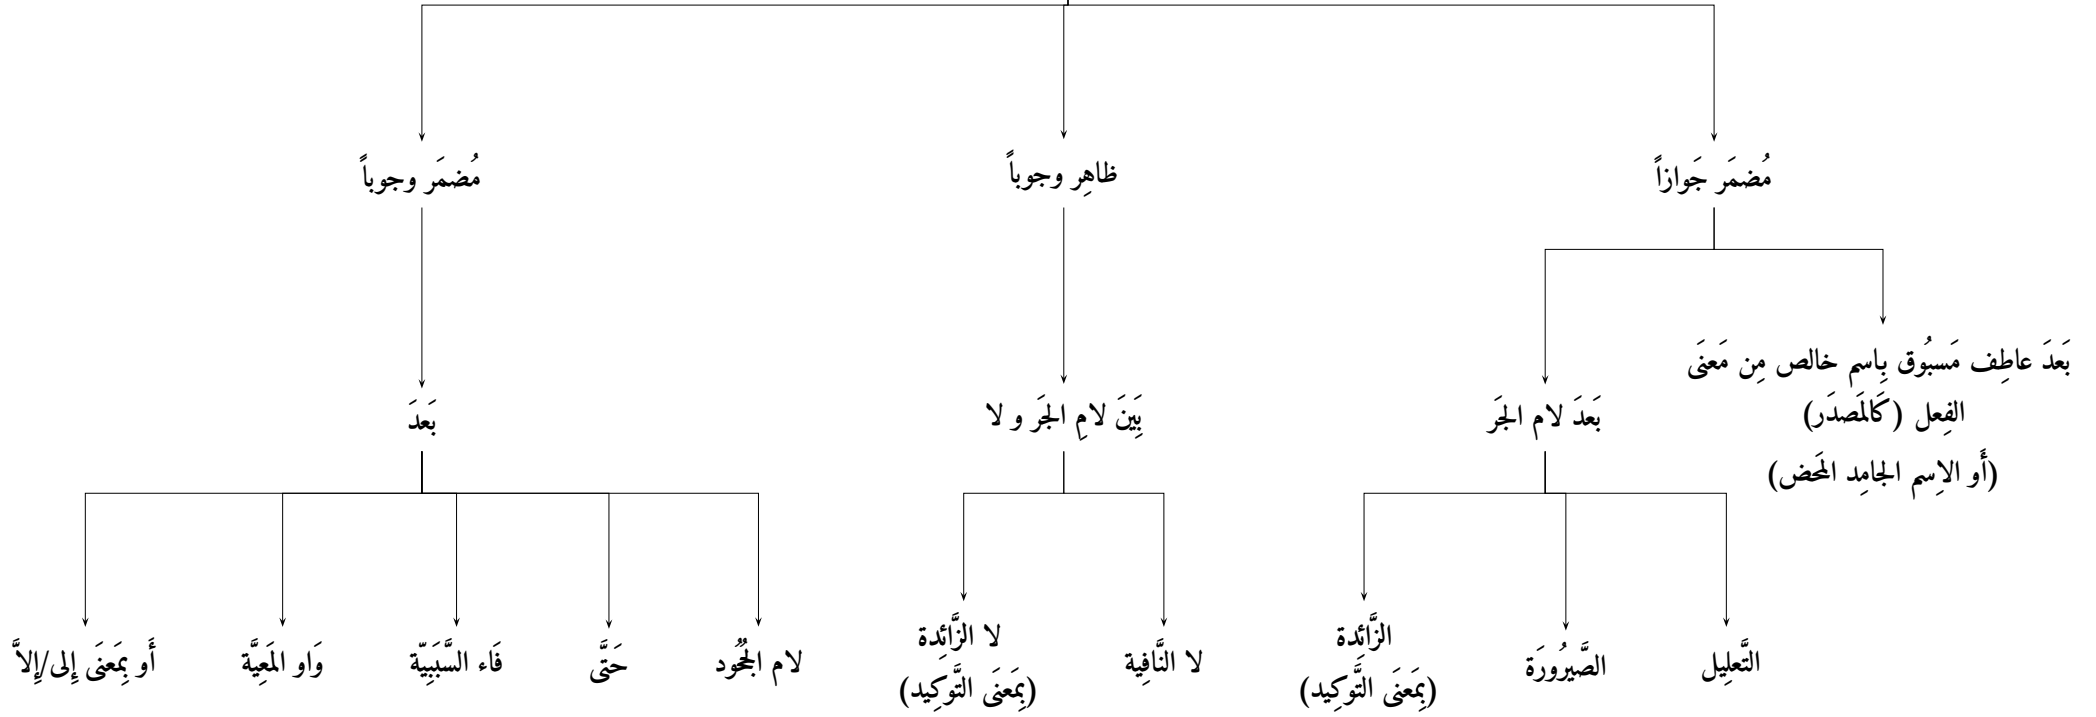 مُضمَر جَوازاً
ظاهِر وجوباً
مُضمَر وجوباً
بَعدَ عاطِف مَسبُوق بِاسم خالص مِن مَعنَى
الفِعل (كَالمَصدَر)
(أَو الاِسم الجامِد المَحض)
بَعدَ لام الجَر
بَينَ لامِ الجَر و لا
بَعدَ
التَّعلِيل
الصَّيرُورَة
الزَّائِدة
(بِمَعنَى التَّوكِيد)
لا النَّافِية
لا الزَّائِدة
(بِمَعنَى التَّوكِيد)
لام الجُحُود
حَتَّى
فَاء السَّبَبِيّة
وَاو المَعِيَّة
أَو بِمَعنَى إِلى/إِلاَّ